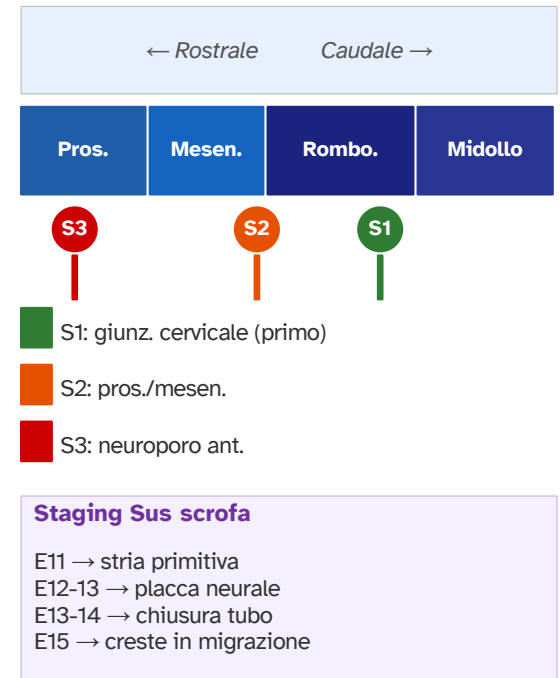 ← Rostrale Caudale →
Pros. Mesen. Rombo. Midollo
S3 S2 S1
S1: giunz. cervicale (primo)
S2: pros./mesen.
S3: neuroporo ant.
Staging Sus scrofa
E11 → stria primitiva
E12-13 → placca neurale
E13-14 → chiusura tubo
E15 → creste in migrazione